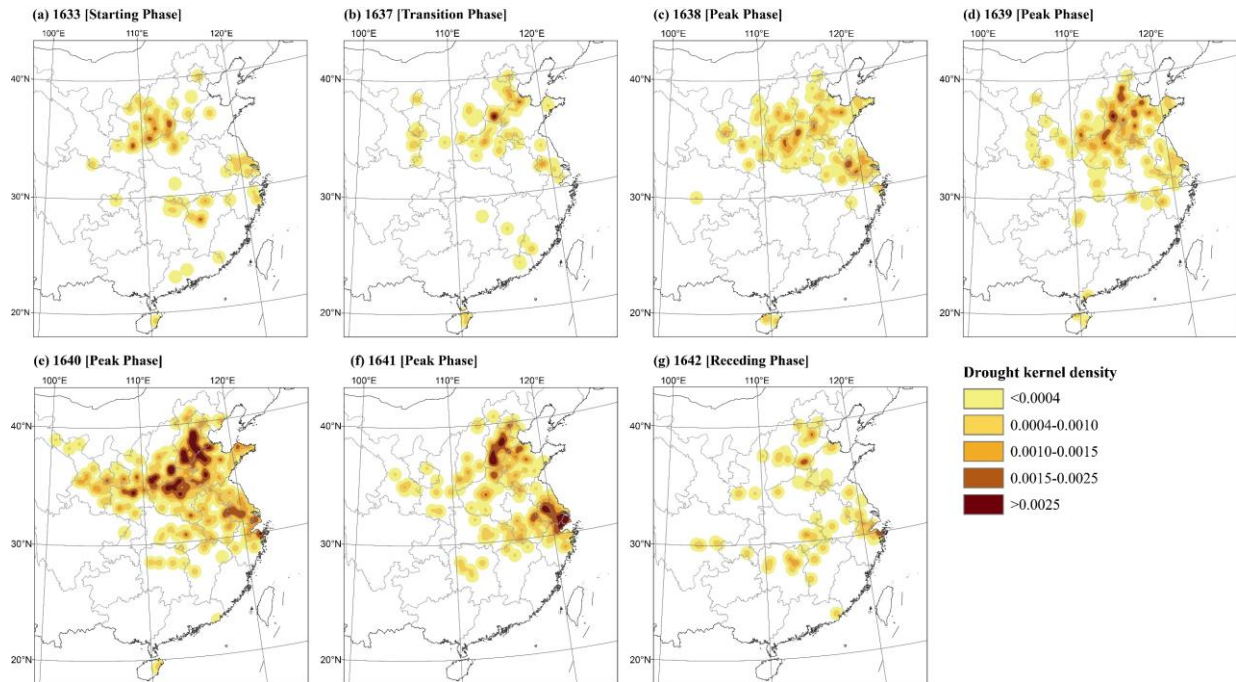 (a) 1633 [Starting Phase]
100°E 110°E 120°E
40°N
30°N
20°N
(b) 1637 [Transition Phase]
100°E 110°E 120°E
40°N
30°N
20°N
(c) 1638 [Peak Phase]
100°E 110°E 120°E
40°N
30°N
20°N
(d) 1639 [Peak Phase]
100°E 110°E 120°E
40°N
30°N
20°N
(e) 1640 [Peak Phase]
100°E 110°E 120°E
40°N
30°N
20°N
(f) 1641 [Peak Phase]
100°E 110°E 120°E
40°N
30°N
20°N
(g) 1642 [Receding Phase]
100°E 110°E 120°E
40°N
30°N
20°N
Drought kernel density
<0.0004
0.0004-0.0010
0.0010-0.0015
0.0015-0.0025
>0.0025